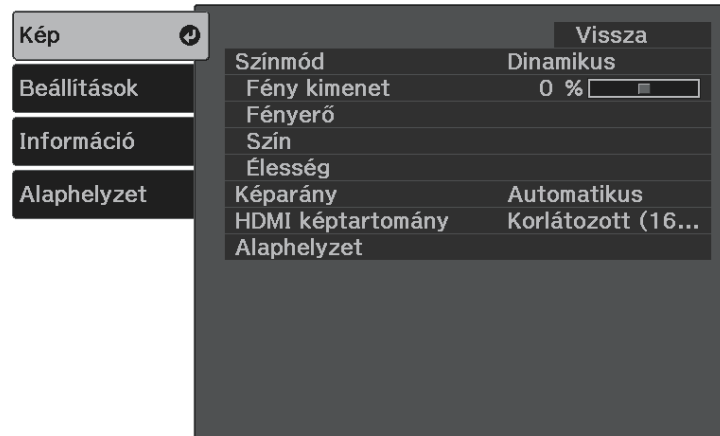 Kép
Beállítások
Információ
Alaphelyzet
Vissza
Színmód Dinamikus
Fény kimenet 0 %
Fényerő
Szín
Élesség
Képarány Automatikus
HDMI képtartomány Korlátozott (16...
Alaphelyzet